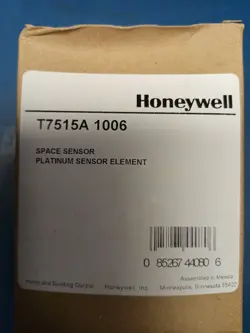 Honeywell
T7515A 1006
SPACE SENSOR
PLATINUM SENSOR ELEMENT
0 85267 44080 6
Assembled in Mexico
Home and Building Control Honeywell, Inc. Minneapolis, Minnesota 55422